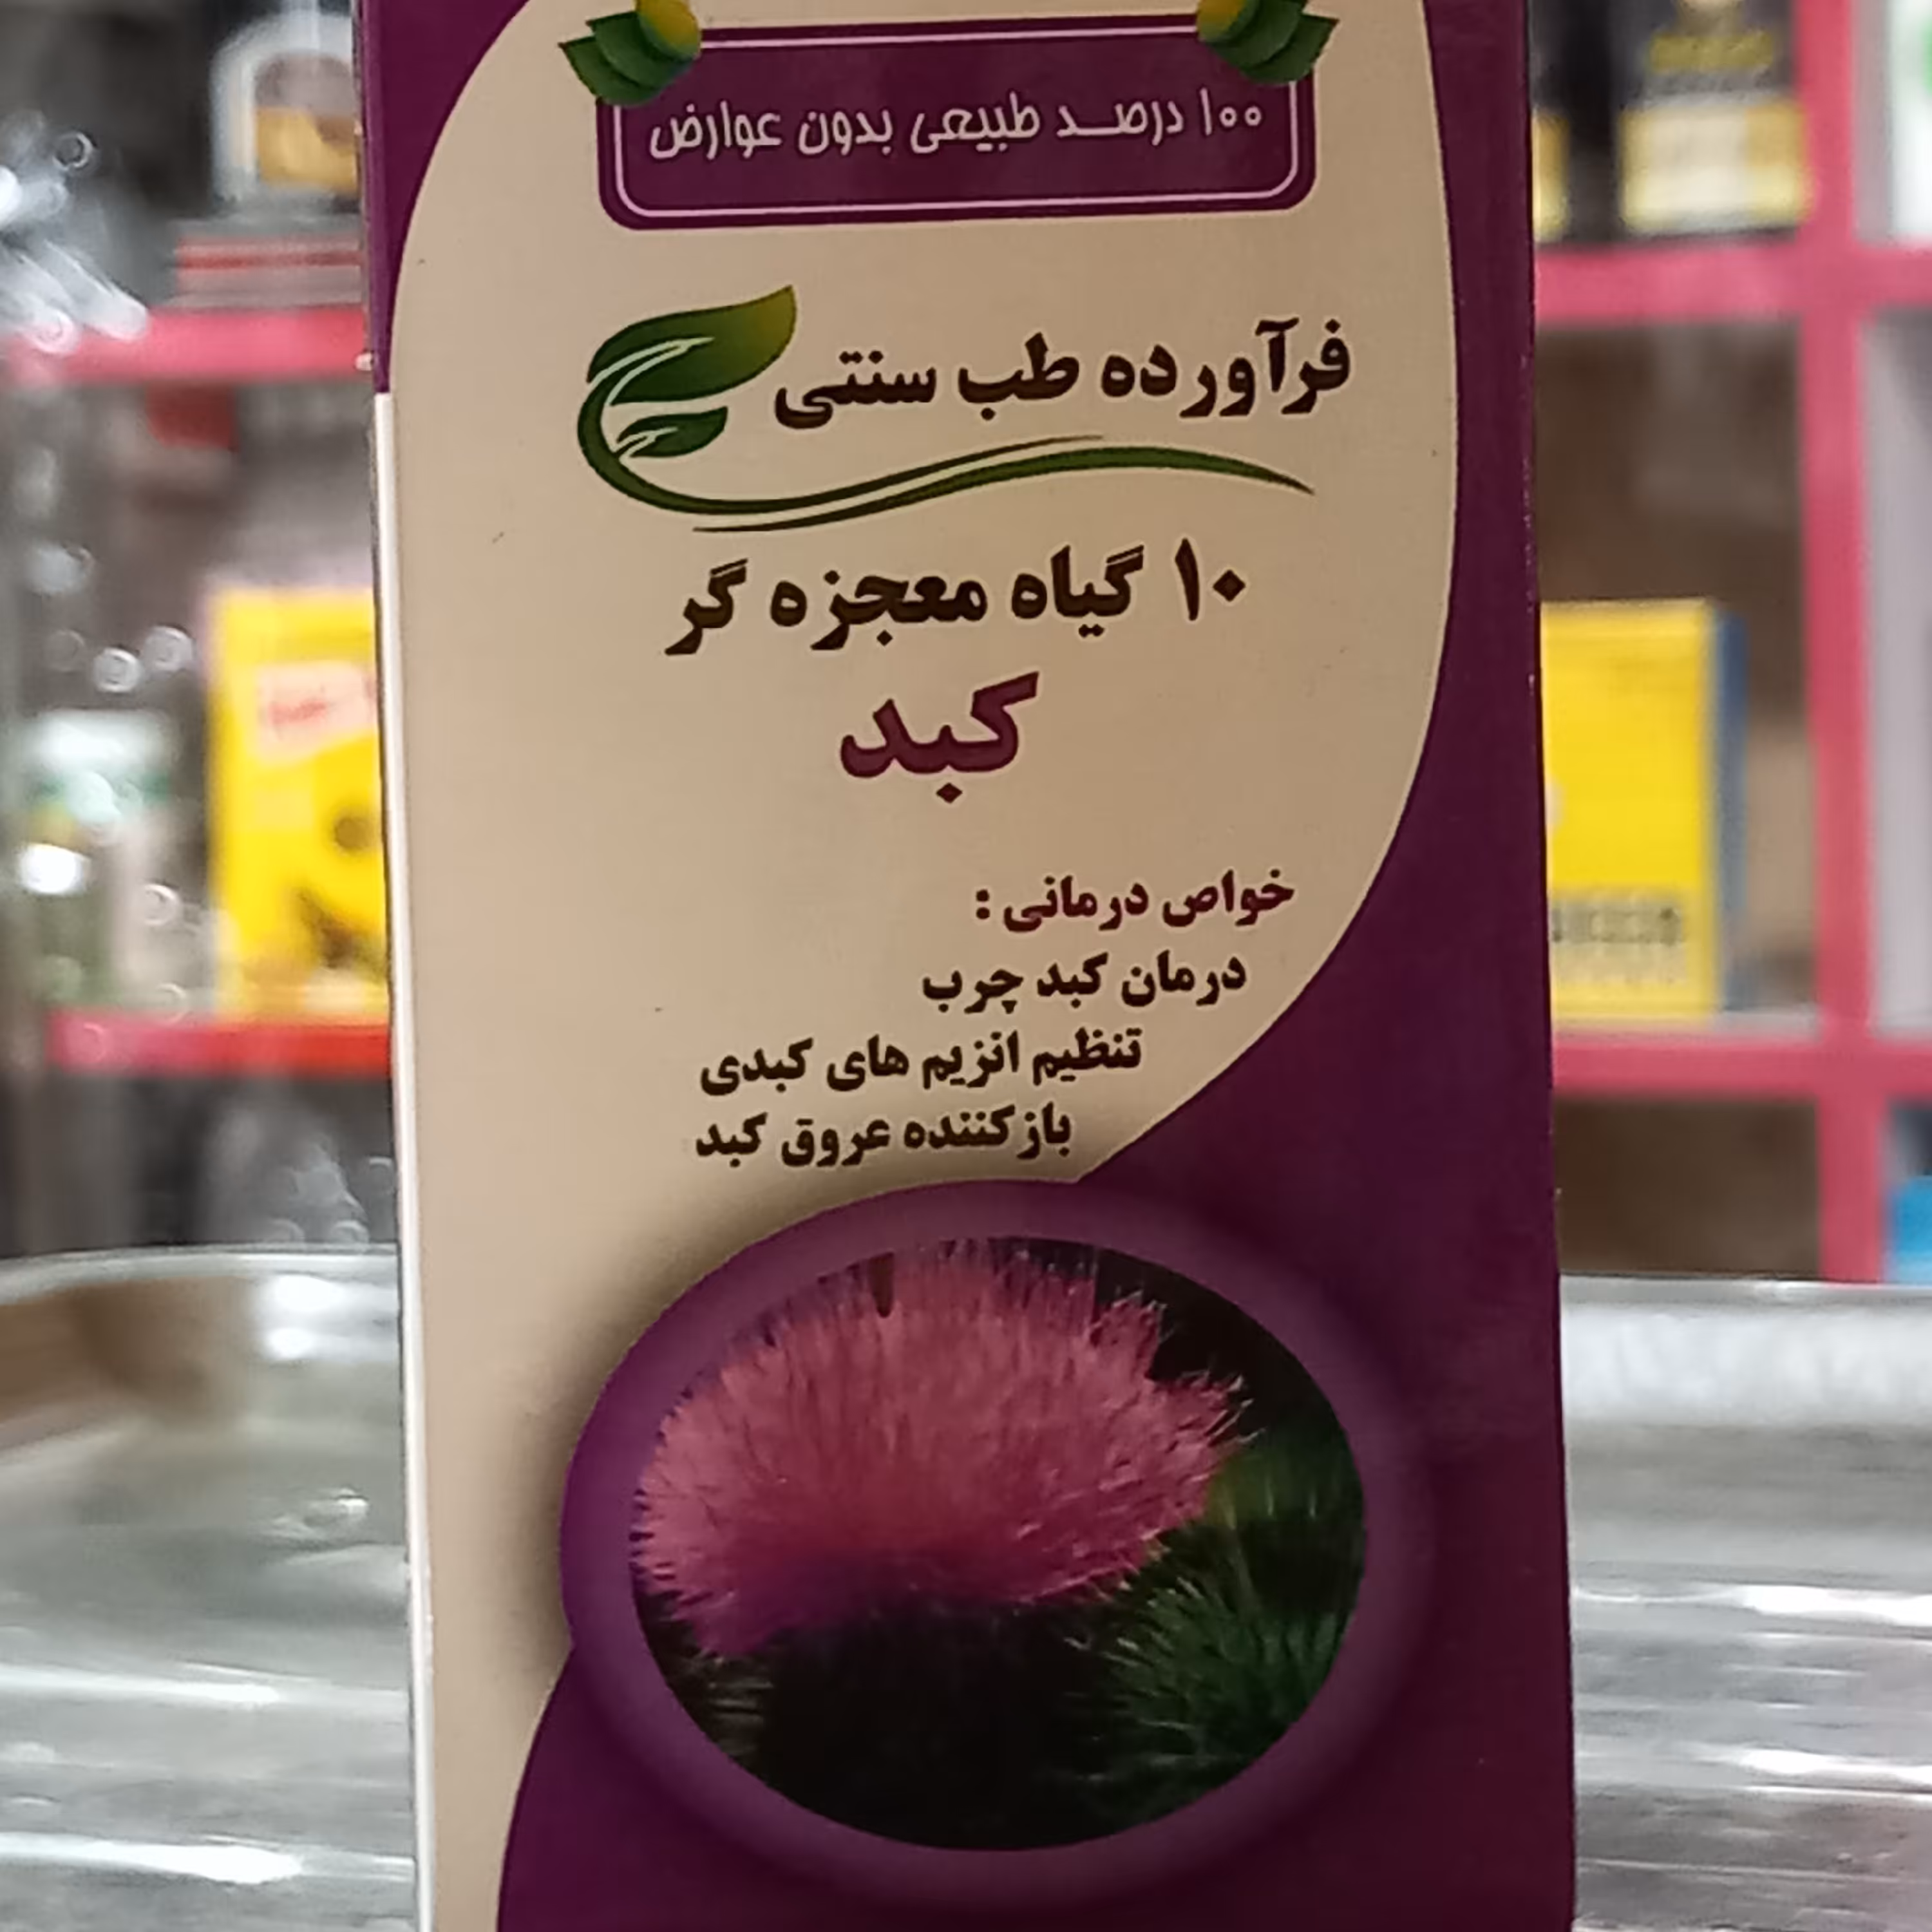 ۱۰۰ درصد طبیعی بدون عوارض
فرآورده طب سنتی
۱۰ گیاه معجزه گر
کبد
خواص درمانی :
درمان کبد چرب
تنظیم انزیم های کبدی
بازکننده عروق کبد